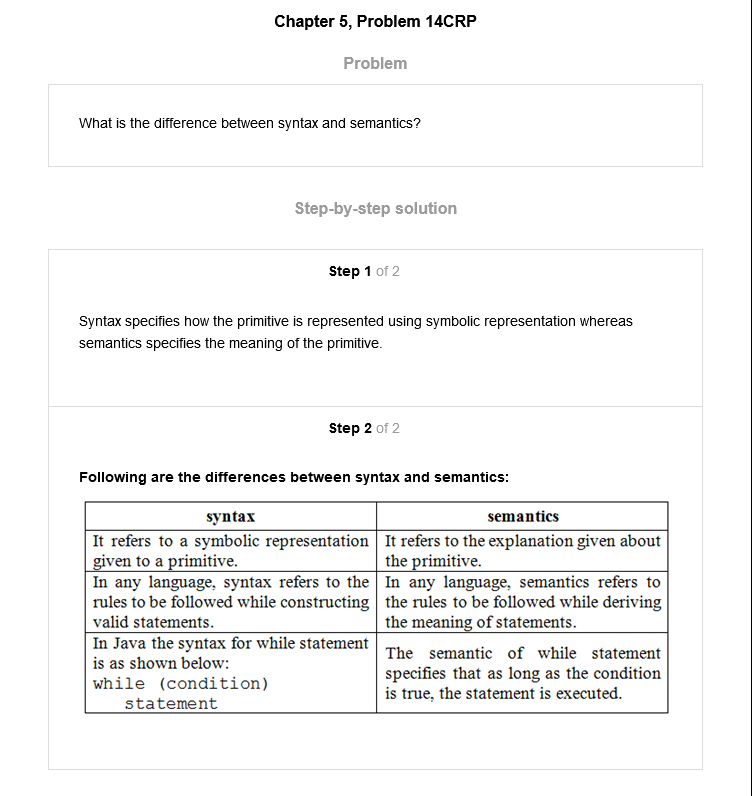 Chapter 5, Problem 14CRP
Problem
What is the difference between syntax and semantics?
Step-by-step solution
Step 1 of 2
Syntax specifies how the primitive is represented using symbolic representation whereas
semantics specifies the meaning of the primitive.
Step 2 of 2
Following are the differences between syntax and semantics:
syntax
semantics
It refers to a symbolic representation
given to a primitive.
It refers to the explanation given about
the primitive.
In any language, syntax refers to the
rules to be followed while constructing
valid statements.
In any language, semantics refers to
the rules to be followed while deriving
the meaning of statements.
In Java the syntax for while statement
is as shown below:
while (condition)
statement
The semantic of while statement
specifies that as long as the condition
is true, the statement is executed.